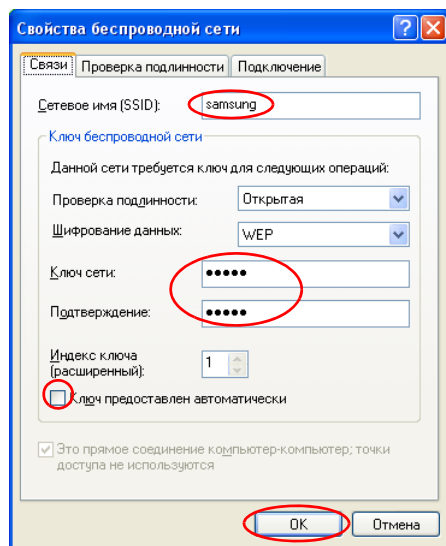 Свойства беспроводной сети
Связи Проверка подлинности Подключение
Сетевое имя (SSID): samsung
Ключ беспроводной сети
Данной сети требуется ключ для следующих операций:
Проверка подлинности: Открытая
Шифрование данных: WEP
Ключ сети: •••••
Подтверждение: •••••
Индекс ключа
(расширенный): 1
Ключ предоставлен автоматически
Это прямое соединение компьютер-компьютер; точки
доступа не используются
OK Отмена